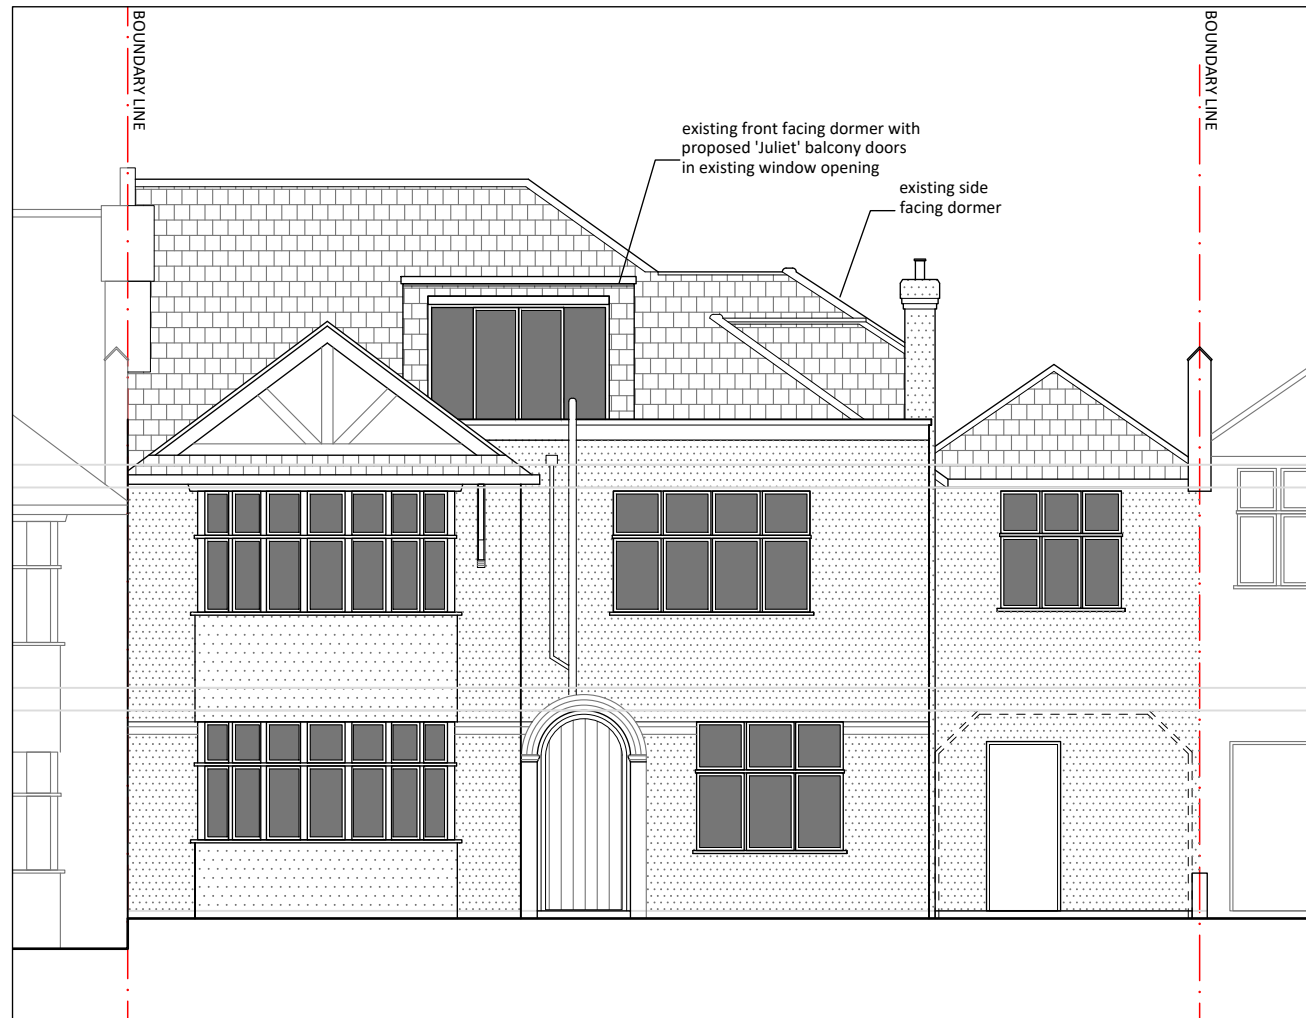 BOUNDARY LINE
BOUNDARY LINE
existing front facing dormer with
proposed 'Juliet' balcony doors
in existing window opening
existing side
facing dormer